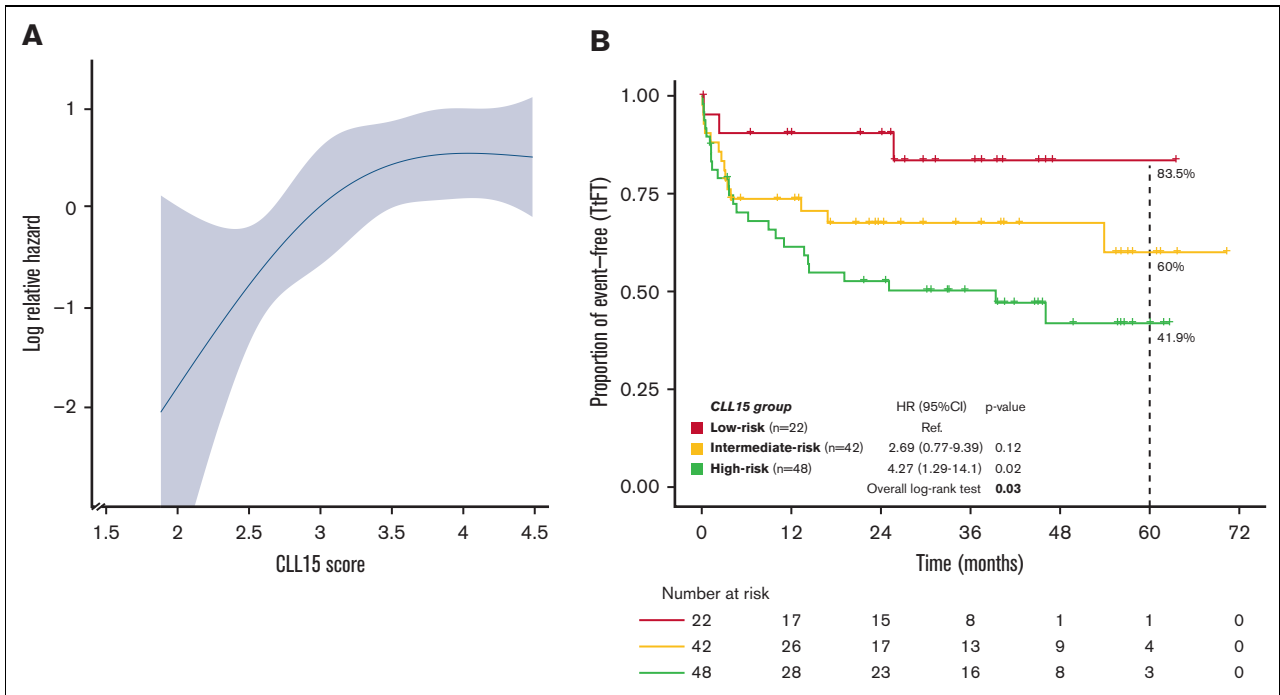 A
1
0
−1
−2
Log relative hazard
1.5 2 2.5 3 3.5 4 4.5
CLL15 score
B
1.00
0.75
0.50
0.25
0.00
Proportion of event−free (TtFT)
83.5%
60%
41.9%
CLL15 group HR (95%CI) p-value
Low-risk (n=22) Ref.
Intermediate-risk (n=42) 2.69 (0.77-9.39) 0.12
High-risk (n=48) 4.27 (1.29-14.1) 0.02
Overall log-rank test 0.03
0 12 24 36 48 60 72
Time (months)
Number at risk
22 17 15 8 1 1 0
42 26 17 13 9 4 0
48 28 23 16 8 3 0